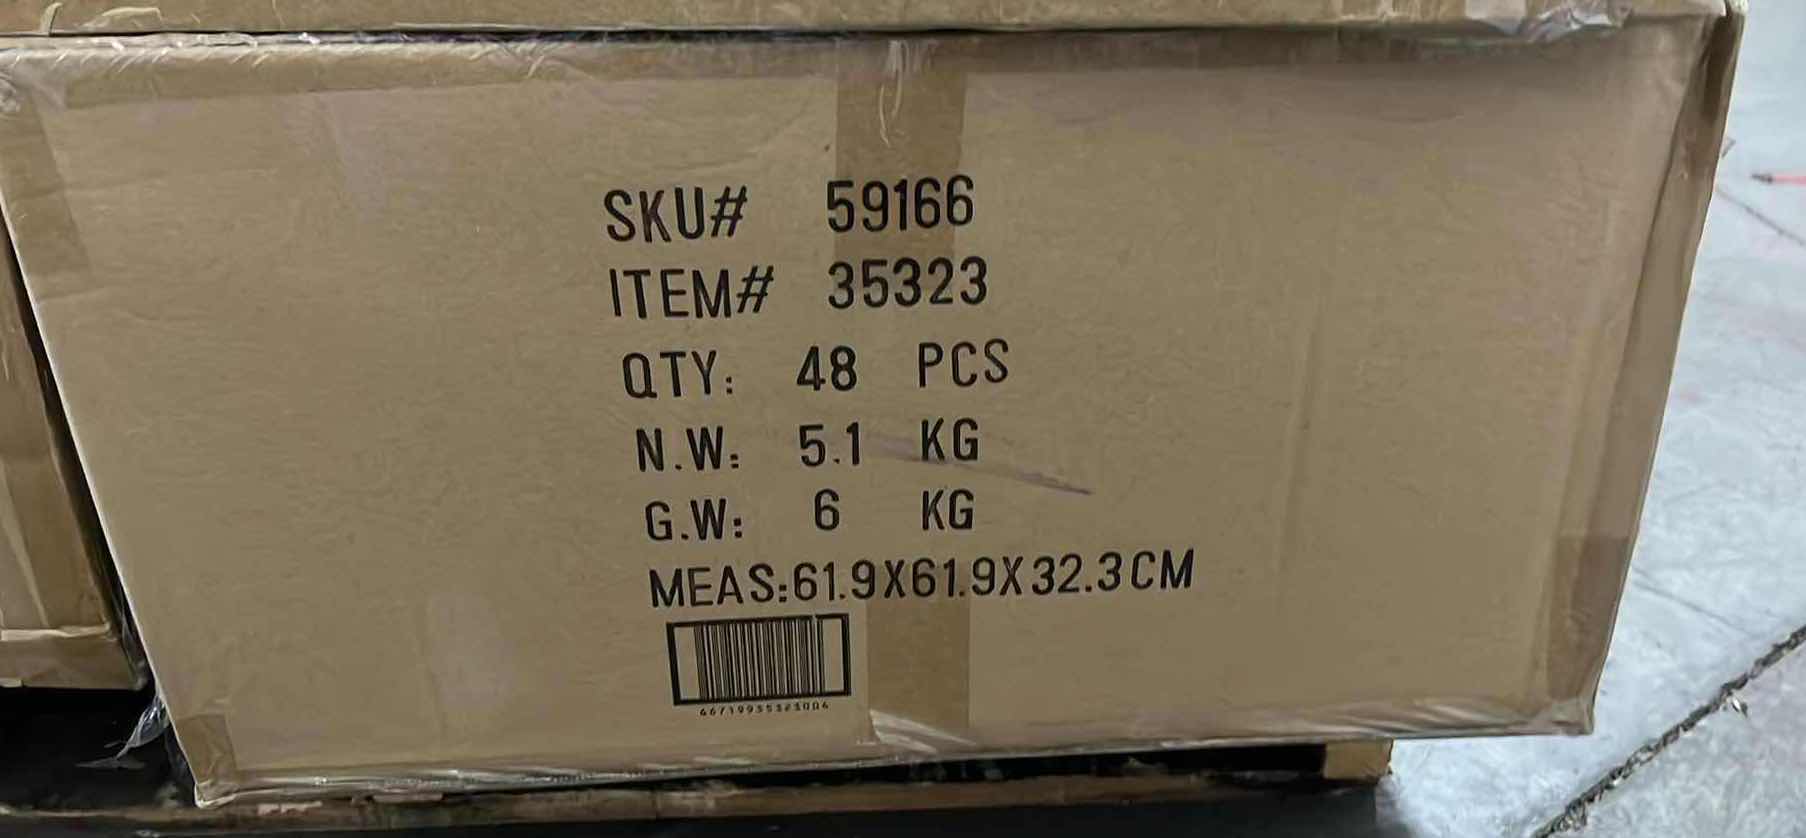 SKU# 59166
ITEM# 35323
QTY: 48 PCS
N.W: 5.1 KG
G.W: 6 KG
MEAS:61.9X61.9X32.3CM